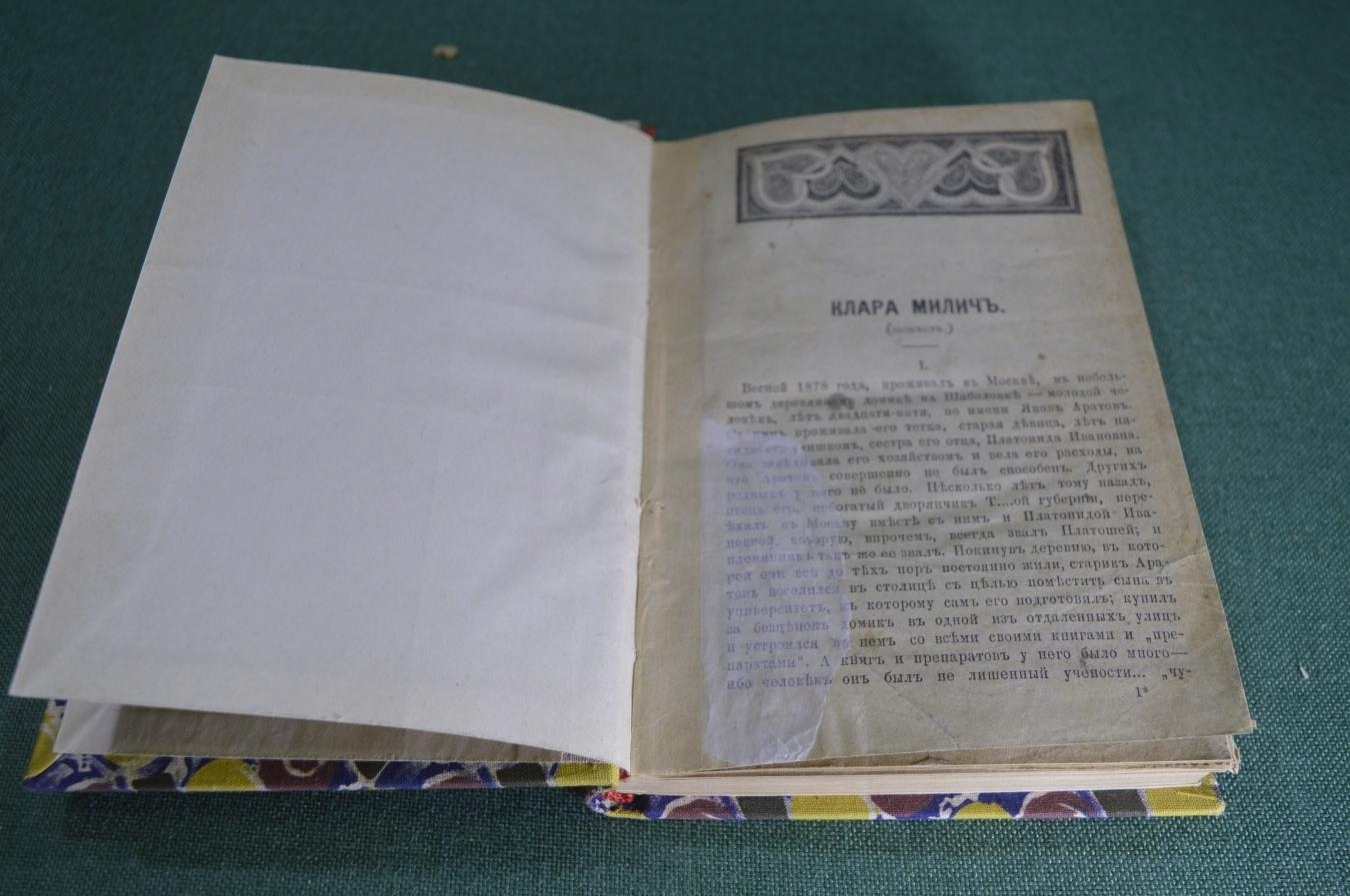 КЛАРА МИЛИЧЪ.
(повѣсть.)
I.
Весной 1878 года, проживалъ въ Москвѣ, въ неболь-
шомъ деревянномъ домикѣ на Шаболовкѣ — молодой че-
ловѣкъ, лѣтъ двадцати-пяти, по имени Яковъ Аратовъ.
проживала его тетка, старая дѣвица, лѣтъ пя-
тидесяти слишкомъ, сестра его отца, Платонида Ивановна.
Она завѣдывала его хозяйствомъ и вела его расходы, на
что Аратовъ совершенно не былъ способенъ. Другихъ
родныхъ у него не было. Нѣсколько лѣтъ тому назадъ,
отецъ его, небогатый дворянчикъ Т....ой губерніи, пере-
ѣхалъ въ Москву вмѣстѣ съ нимъ и Платонидой Ива-
новной, которую, впрочемъ, всегда звалъ Платошей; и
племянникъ такъ же ее звалъ. Покинувъ деревню, въ кото-
рой они всѣ до тѣхъ поръ постоянно жили, старикъ Ара-
товъ поселился въ столицѣ съ цѣлью помѣстить сына въ
университетъ, къ которому самъ его подготовилъ; купилъ
за безцѣнокъ домикъ въ одной изъ отдаленныхъ улицъ
и устроился въ немъ со всѣми своими книгами и „пре-
паратами“. А книгъ и препаратовъ у него было много—
ибо человѣкъ онъ былъ не лишенный учености... „чу-
1*